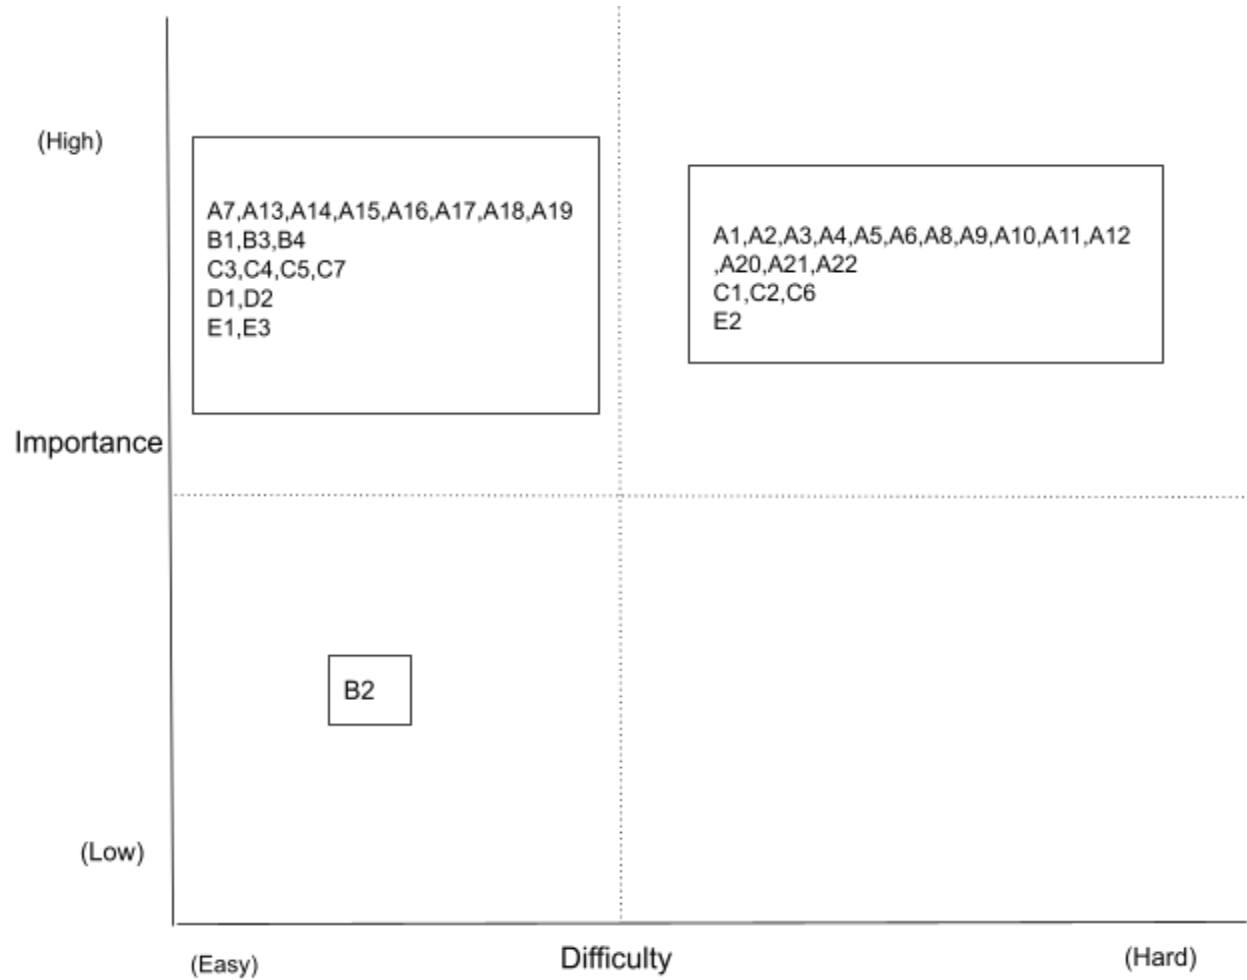 (High)
A7,A13,A14,A15,A16,A17,A18,A19
B1,B3,B4
C3,C4,C5,C7
D1,D2
E1,E3
A1,A2,A3,A4,A5,A6,A8,A9,A10,A11,A12
,A20,A21,A22
C1,C2,C6
E2
Importance
B2
(Low)
(Easy)
Difficulty
(Hard)